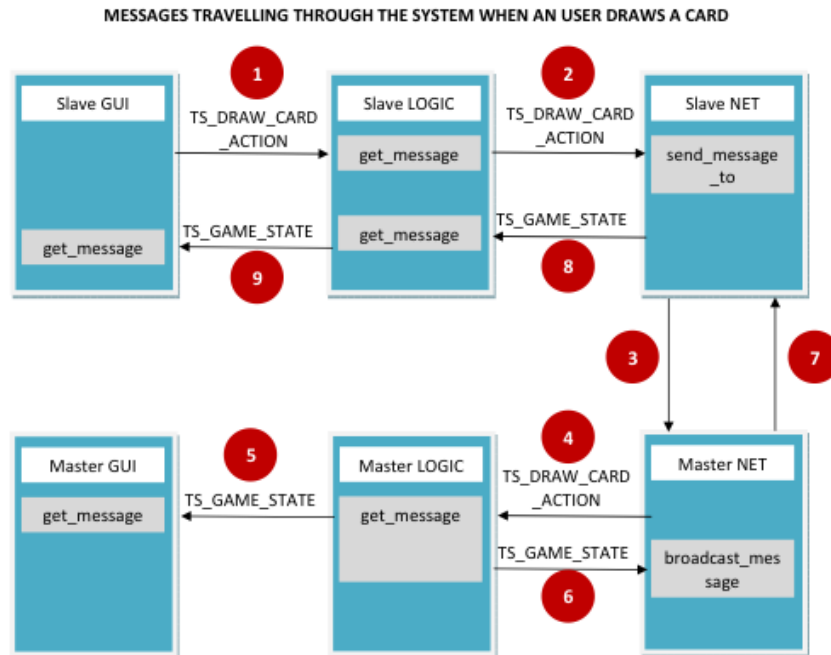 MESSAGES TRAVELLING THROUGH THE SYSTEM WHEN AN USER DRAWS A CARD
1
2
Slave GUI
Slave LOGIC
Slave NET
TS_DRAW_CARD
_ACTION
TS_DRAW_CARD
_ACTION
get_message
send_message
_to
TS_GAME_STATE
TS_GAME_STATE
get_message
get_message
9
8
3
7
5
4
Master GUI
Master LOGIC
Master NET
TS_DRAW_CARD
_ACTION
TS_GAME_STATE
get_message
get_message
TS_GAME_STATE
broadcast_mes
sage
6